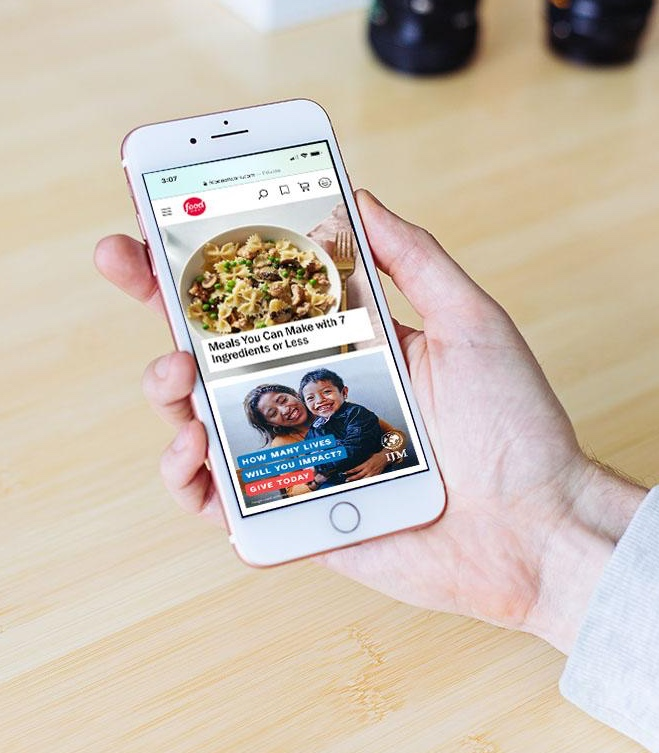 3:07
food
Meals You Can Make with 7
Ingredients or Less
HOW MANY LIVES
WILL YOU IMPACT?
GIVE TODAY
IJM